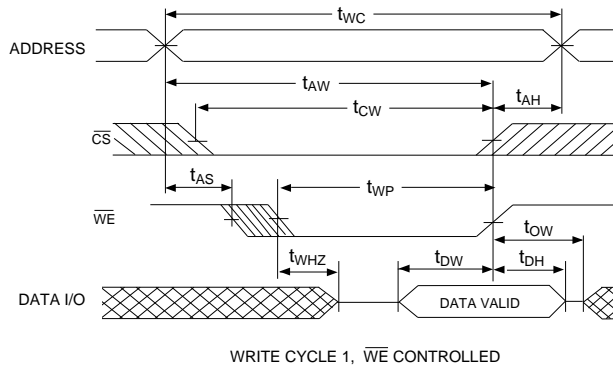 tWC
ADDRESS
tAW
tCW
tAH
CS
tAS
tWP
WE
tOW
tWHZ
tDW
tDH
DATA I/O
DATA VALID
WRITE CYCLE 1, WE CONTROLLED